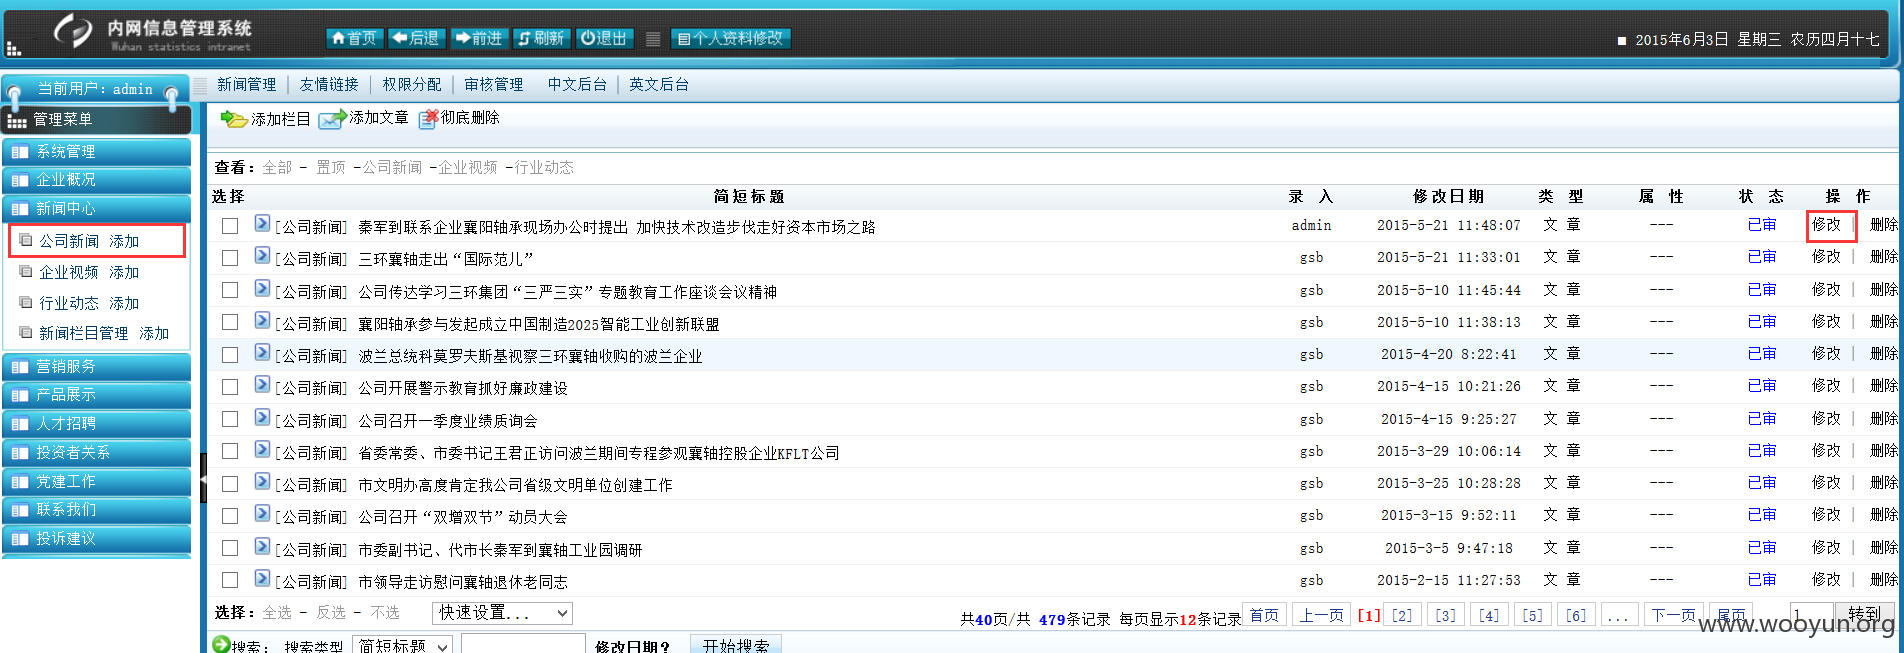 内网信息管理系统
Wuhan statistics intranet
首页 后退 前进 刷新 退出 个人资料修改
2015年6月3日 星期三 农历四月十七
当前用户：admin
新闻管理 友情链接 权限分配 审核管理 中文后台 英文后台
管理菜单
系统管理
企业概况
新闻中心
公司新闻 添加
企业视频 添加
行业动态 添加
新闻栏目管理 添加
营销服务
产品展示
人才招聘
投资者关系
党建工作
联系我们
投诉建议
添加栏目 添加文章 彻底删除
查看：全部 - 置顶 -公司新闻 -企业视频 -行业动态
选择 简短标题 录 入 修改日期 类 型 属 性 状 态 操 作
[公司新闻] 秦军到联系企业襄阳轴承现场办公时提出 加快技术改造步伐走好资本市场之路 admin 2015-5-21 11:48:07 文 章 --- 已审 修改 | 删除
[公司新闻] 三环襄轴走出“国际范儿” gsb 2015-5-21 11:33:01 文 章 --- 已审 修改 | 删除
[公司新闻] 公司传达学习三环集团“三严三实”专题教育工作座谈会议精神 gsb 2015-5-10 11:45:44 文 章 --- 已审 修改 | 删除
[公司新闻] 襄阳轴承参与发起成立中国制造2025智能工业创新联盟 gsb 2015-5-10 11:38:13 文 章 --- 已审 修改 | 删除
[公司新闻] 波兰总统科莫罗夫斯基视察三环襄轴收购的波兰企业 gsb 2015-4-20 8:22:41 文 章 --- 已审 修改 | 删除
[公司新闻] 公司开展警示教育抓好廉政建设 gsb 2015-4-15 10:21:26 文 章 --- 已审 修改 | 删除
[公司新闻] 公司召开一季度业绩质询会 gsb 2015-4-15 9:25:27 文 章 --- 已审 修改 | 删除
[公司新闻] 省委常委、市委书记王君正访问波兰期间专程参观襄轴控股企业KFLT公司 gsb 2015-3-29 10:06:14 文 章 --- 已审 修改 | 删除
[公司新闻] 市文明办高度肯定我公司省级文明单位创建工作 gsb 2015-3-25 10:28:28 文 章 --- 已审 修改 | 删除
[公司新闻] 公司召开“双增双节”动员大会 gsb 2015-3-15 9:52:11 文 章 --- 已审 修改 | 删除
[公司新闻] 市委副书记、代市长秦军到襄轴工业园调研 gsb 2015-3-5 9:47:18 文 章 --- 已审 修改 | 删除
[公司新闻] 市领导走访慰问襄轴退休老同志 gsb 2015-2-15 11:27:53 文 章 --- 已审 修改 | 删除
选择：全选 - 反选 - 不选 快速设置... 共40页/共 479条记录 每页显示12条记录 首页 上一页 [1] [2] [3] [4] [5] [6] ... 下一页 尾页 1 转到
搜索： 搜索类型 简短标题 修改日期? 开始搜索
www.wooyun.org